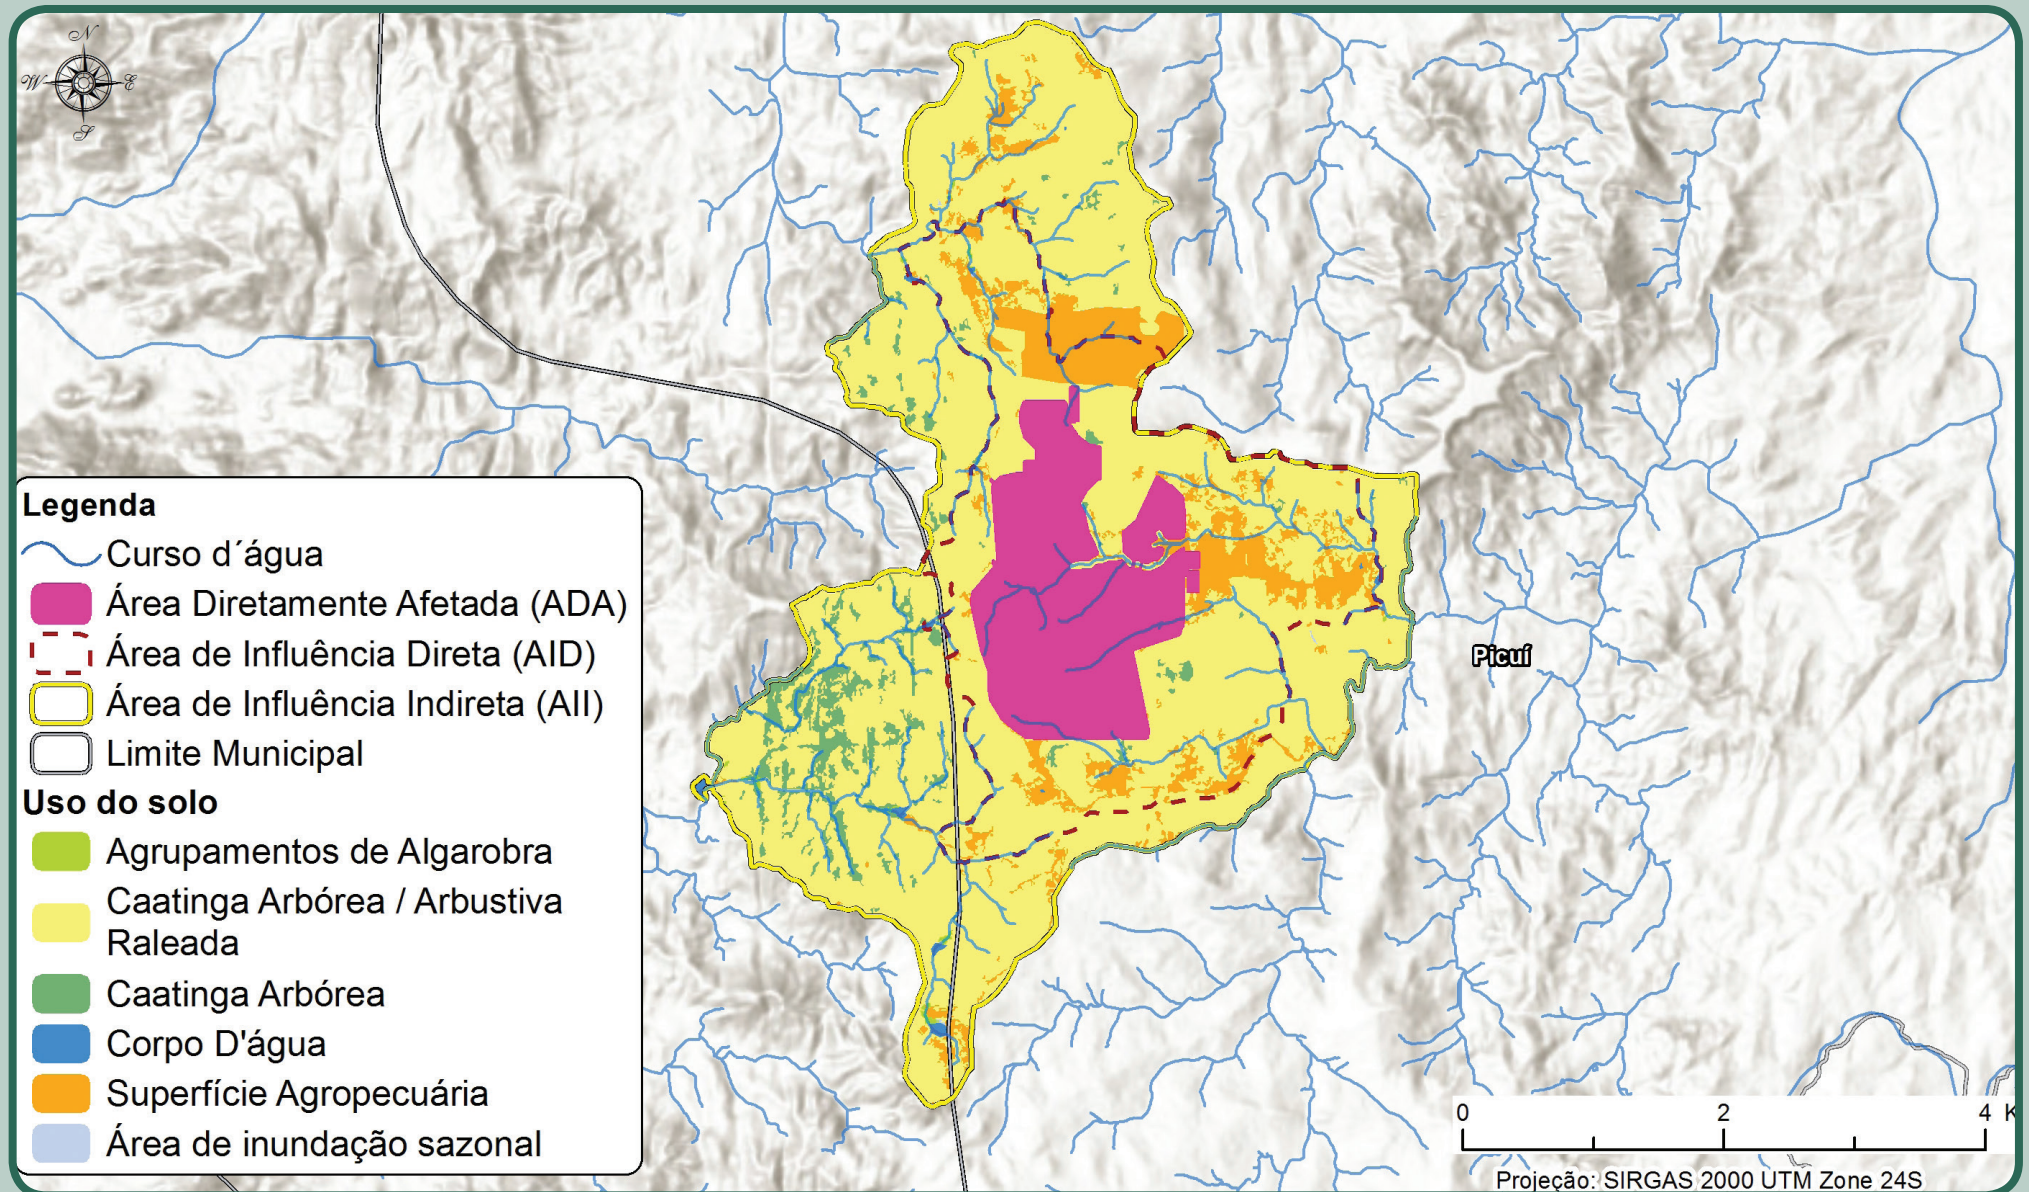 N
W E
S
Legenda
Curso d´água
Área Diretamente Afetada (ADA)
Área de Influência Direta (AID)
Área de Influência Indireta (AII)
Limite Municipal
Uso do solo
Agrupamentos de Algarobra
Caatinga Arbórea / Arbustiva
Raleada
Caatinga Arbórea
Corpo D'água
Superfície Agropecuária
Área de inundação sazonal
Picuí
0 2 4 K
Projeção: SIRGAS 2000 UTM Zone 24S